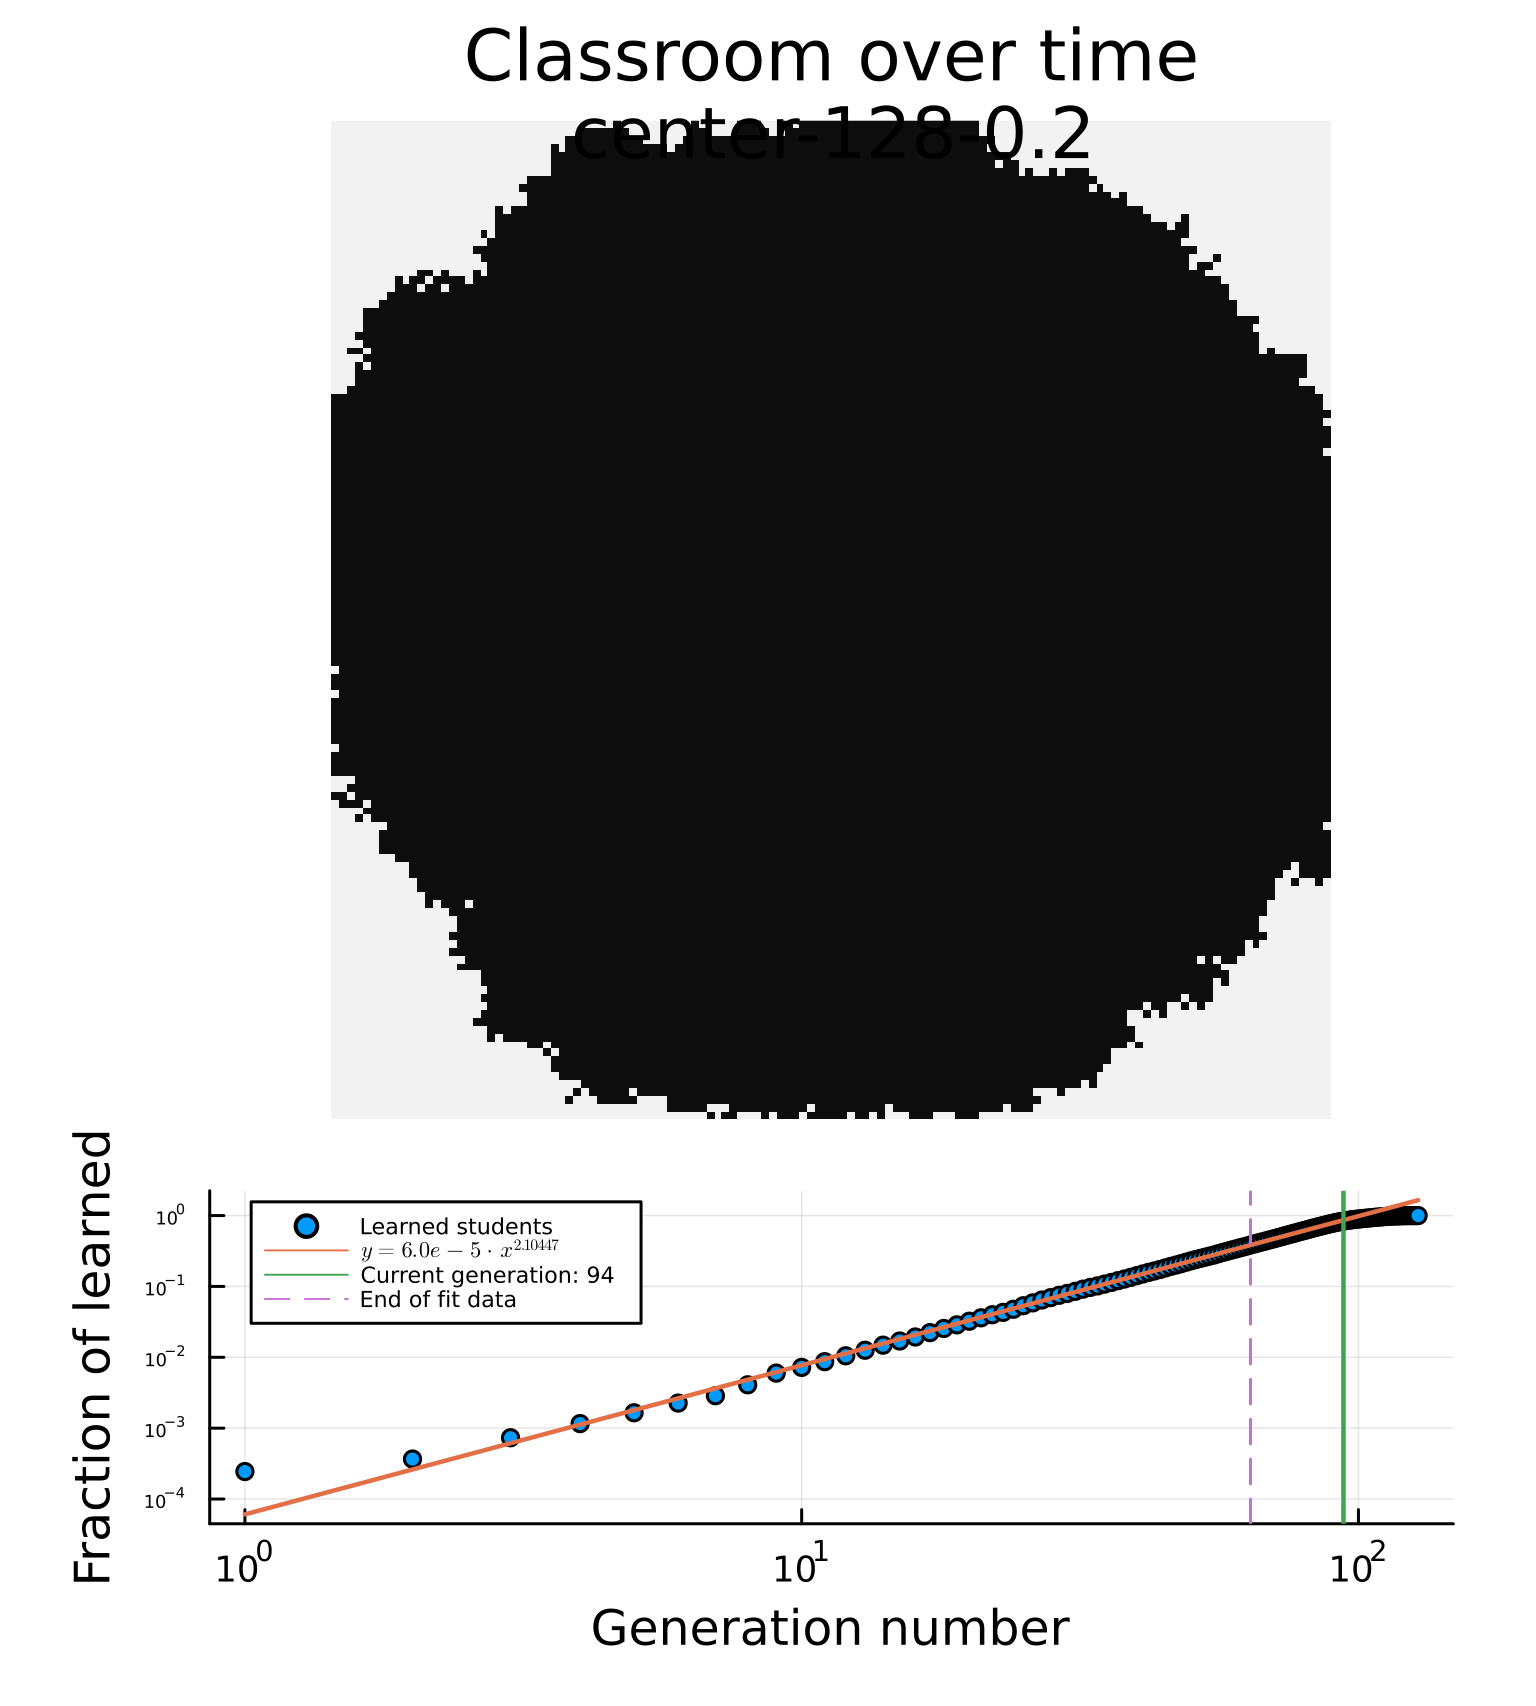 Classroom over time
center-128-0.2
Fraction of learned
10^0
10^-1
10^-2
10^-3
10^-4
Learned students
y = 6.0e − 5 · x^2.10447
Current generation: 94
End of fit data
10^0 10^1 10^2
Generation number